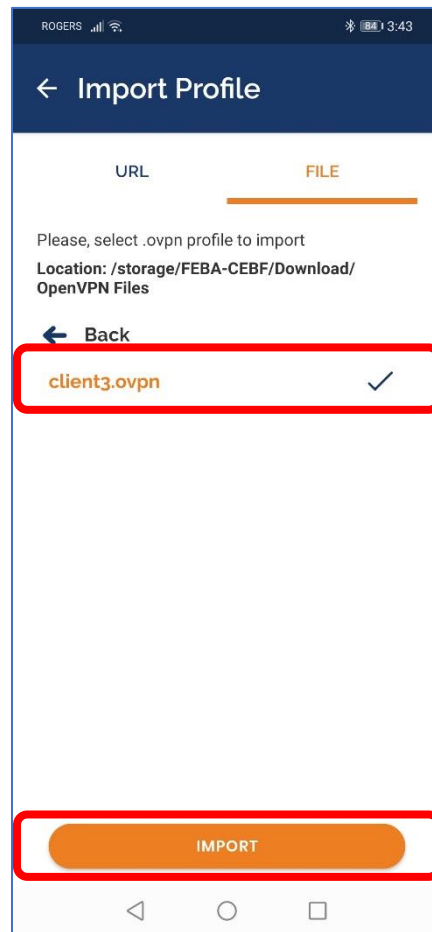 ROGERS 84 3:43
Import Profile
URL FILE
Please, select .ovpn profile to import
Location: /storage/FEBA-CEBF/Download/
OpenVPN Files
Back
client3.ovpn
IMPORT